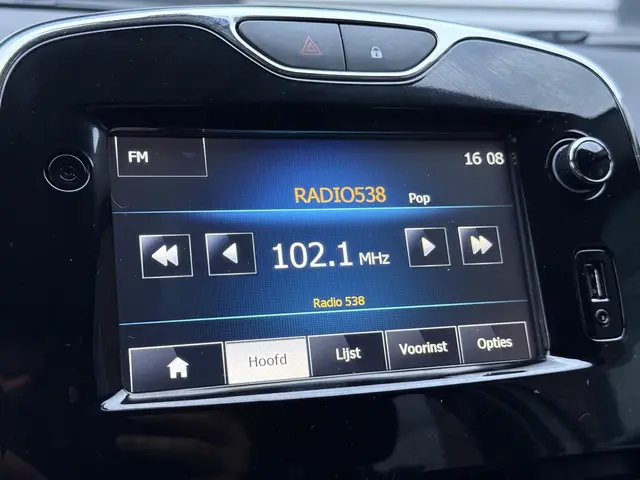 FM
16 08
RADIO538 Pop
102.1 MHz
Radio 538
Hoofd Lijst Voorinst Opties